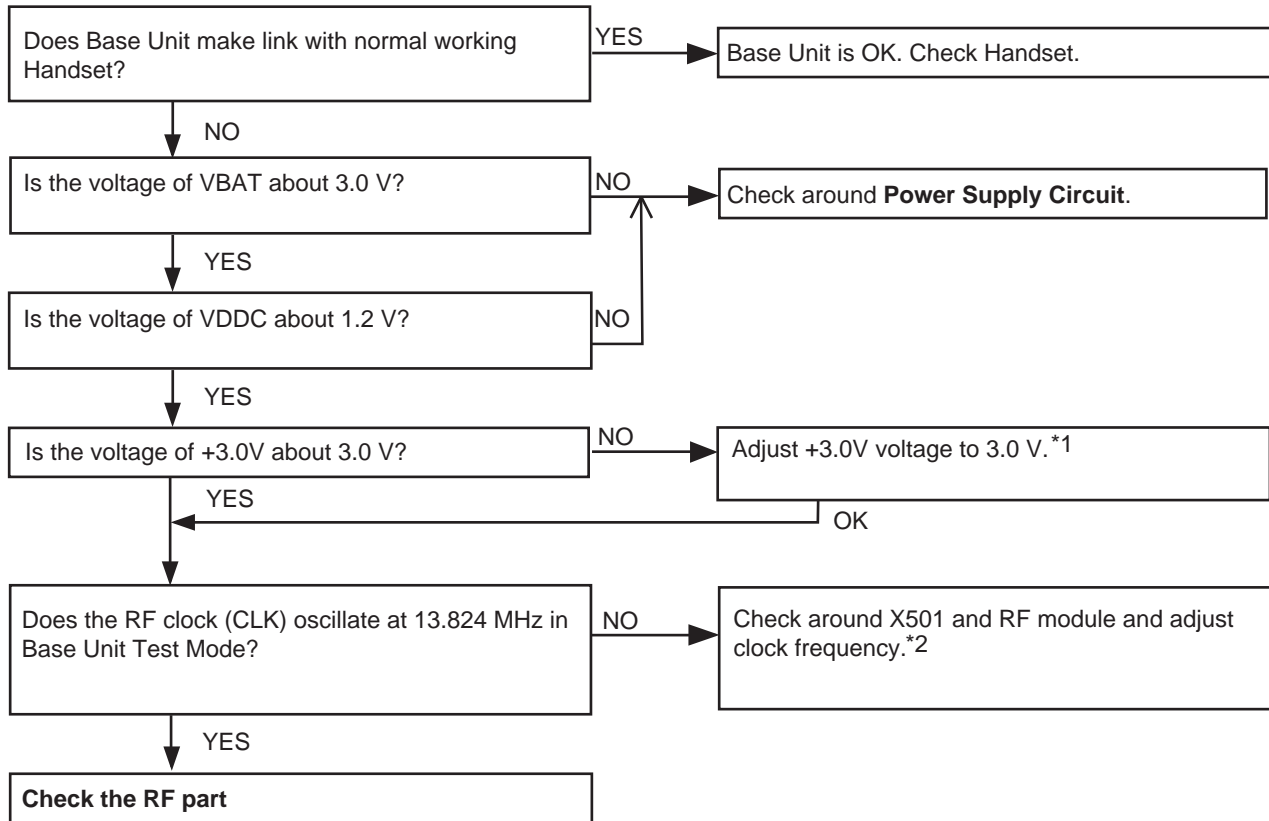 Does Base Unit make link with normal working
Handset?
YES
Base Unit is OK. Check Handset.
NO
Is the voltage of VBAT about 3.0 V?
NO
Check around Power Supply Circuit.
YES
Is the voltage of VDDC about 1.2 V?
NO
YES
Is the voltage of +3.0V about 3.0 V?
NO
Adjust +3.0V voltage to 3.0 V.*1
YES
OK
Does the RF clock (CLK) oscillate at 13.824 MHz in
Base Unit Test Mode?
NO
Check around X501 and RF module and adjust
clock frequency.*2
YES
Check the RF part